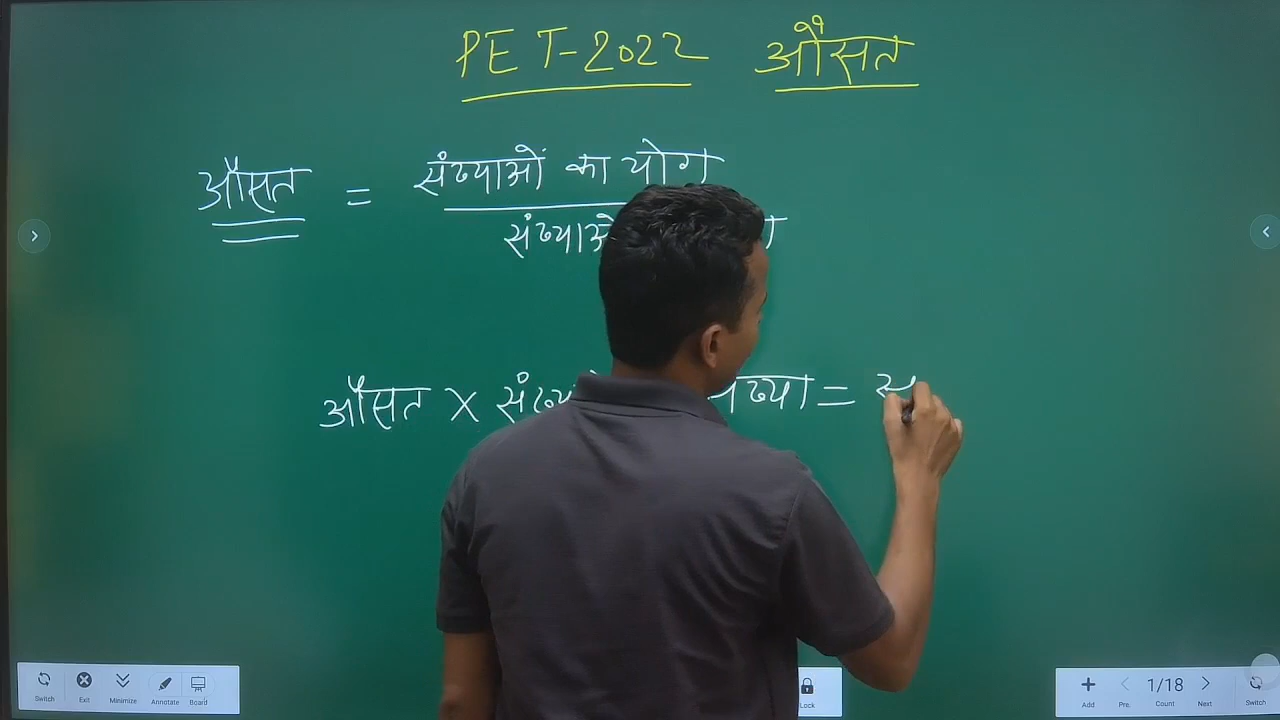 PET-2022 औसत
औसत = संख्याओं का योग
औसत X = 
Switch Exit Minimize Annotate Board Lock Add Pre. 1/18 Count Next Switch